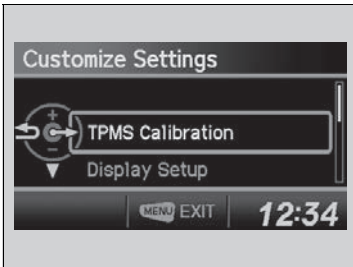 Customize Settings
+
TPMS Calibration
−
Display Setup
MENU EXIT 12:34